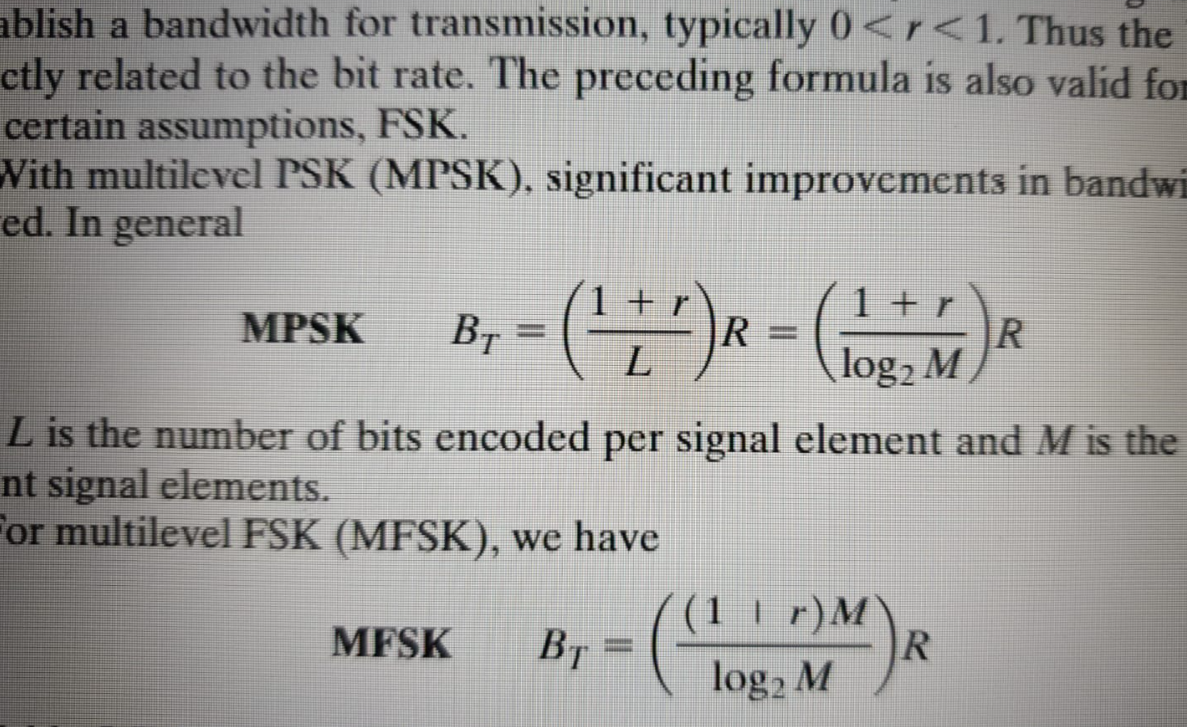 ablish a bandwidth for transmission, typically 0 < r < 1. Thus the
ctly related to the bit rate. The preceding formula is also valid for
certain assumptions, FSK.
With multilevel PSK (MPSK), significant improvements in bandwi
ed. In general
MPSK B_T = ((1 + r)/L)R = ((1 + r)/log₂ M)R
L is the number of bits encoded per signal element and M is the
nt signal elements.
For multilevel FSK (MFSK), we have
MFSK B_T = (((1 + r)M)/log₂ M)R